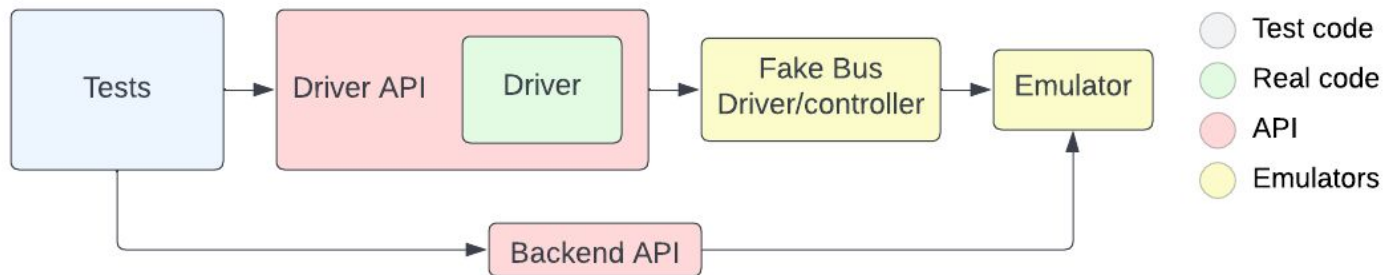 Tests
Driver API
Driver
Fake Bus
Driver/controller
Emulator
Backend API
Test code
Real code
API
Emulators